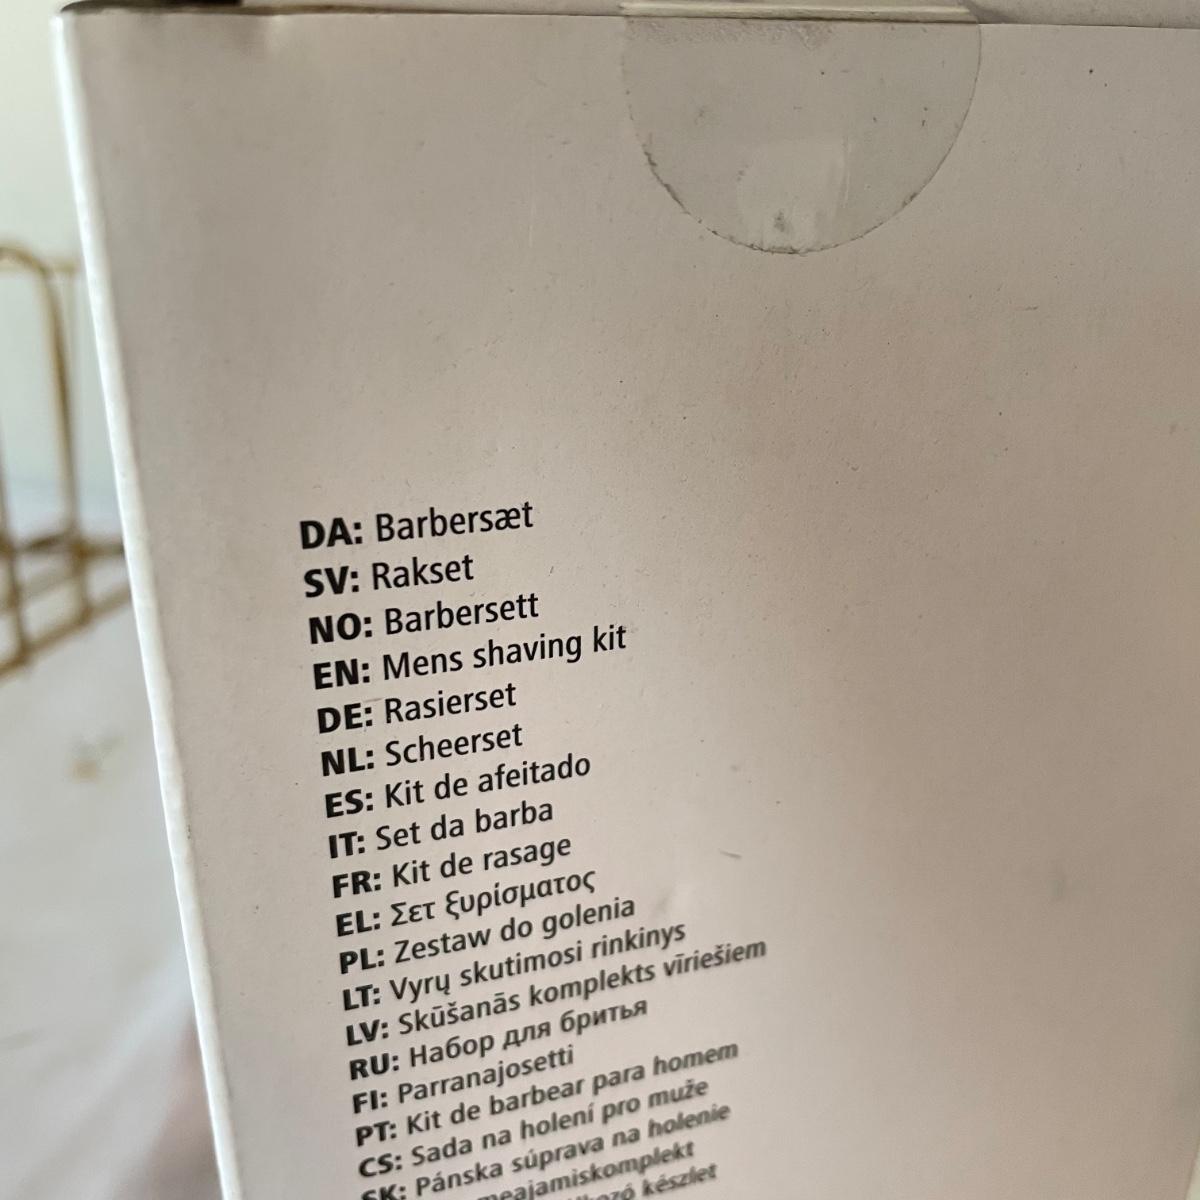 DA: Barbersæt
SV: Rakset
NO: Barbersett
EN: Mens shaving kit
DE: Rasierset
NL: Scheerset
ES: Kit de afeitado
IT: Set da barba
FR: Kit de rasage
EL: Σετ ξυρίσματος
PL: Zestaw do golenia
LT: Vyrų skutimosi rinkinys
LV: Skūšanās komplekts vīriešiem
RU: Набор для бритья
FI: Parranajosetti
PT: Kit de barbear para homem
CS: Sada na holení pro muže
SK: Pánska súprava na holenie
meajamiskomplekt
készlet